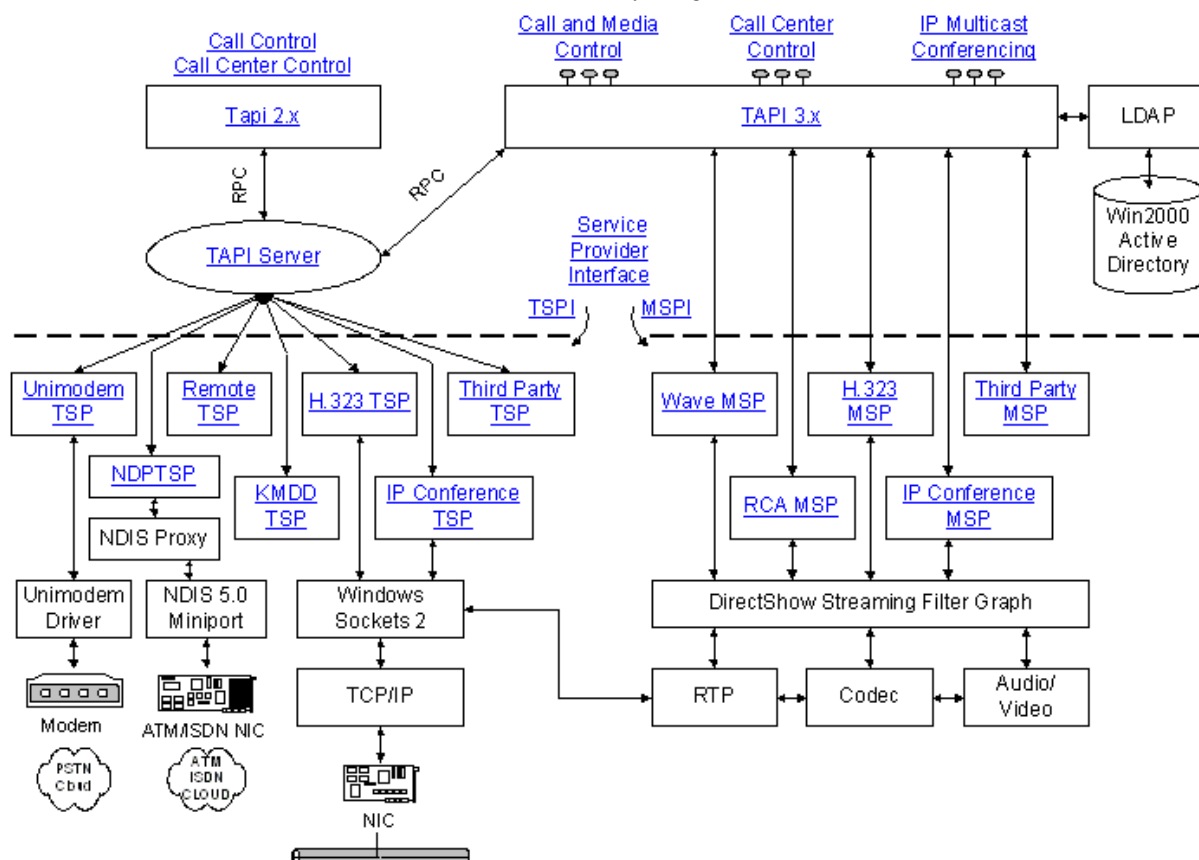 Call Control
Call Center Control
Call and Media
Control
Call Center
Control
IP Multicast
Conferencing
Tapi 2.x
TAPI 3.x
LDAP
RPC
RPC
TAPI Server
Service
Provider
Interface
TSPI
MSPI
Win2000
Active
Directory
Unimodem
TSP
Remote
TSP
H.323 TSP
Third Party
TSP
Wave MSP
H.323
MSP
Third Party
MSP
NDPTSP
KMDD
TSP
IP Conference
TSP
RCA MSP
IP Conference
MSP
NDIS Proxy
Unimodem
Driver
NDIS 5.0
Miniport
Windows
Sockets 2
DirectShow Streaming Filter Graph
TCP/IP
RTP
Codec
Audio/
Video
Modem
ATM/ISDN NIC
PSTN
Cloud
ATM
ISDN
CLOUD
NIC